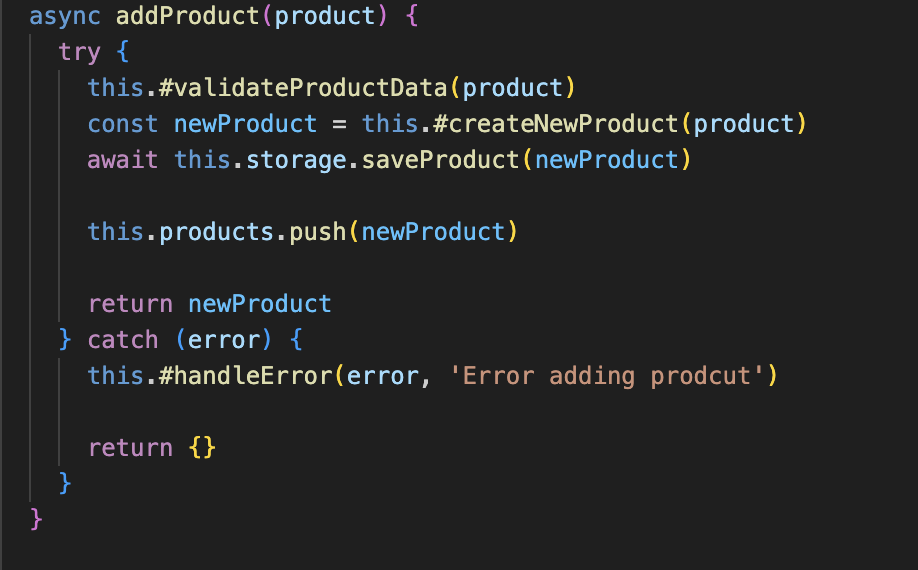 async addProduct(product) {
try {
this.#validateProductData(product)
const newProduct = this.#createNewProduct(product)
await this.storage.saveProduct(newProduct)
this.products.push(newProduct)
return newProduct
} catch (error) {
this.#handleError(error, 'Error adding prodcut')
return {}
}
}